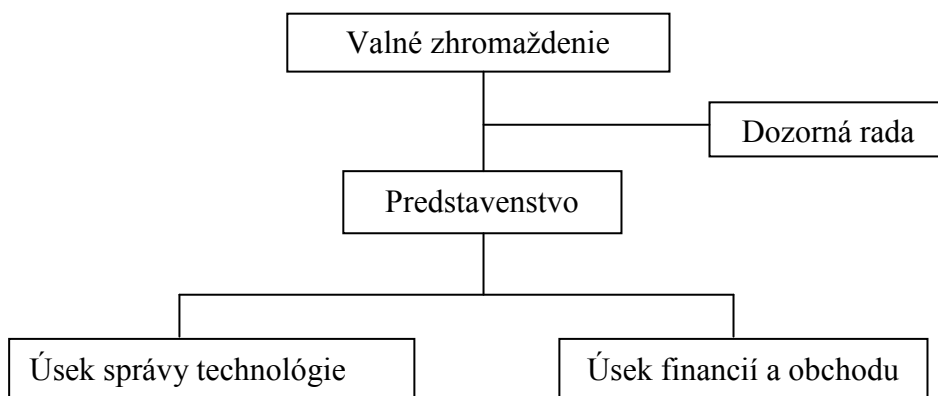 Valné zhromaždenie
Dozorná rada
Predstavenstvo
Úsek správy technológie
Úsek financií a obchodu